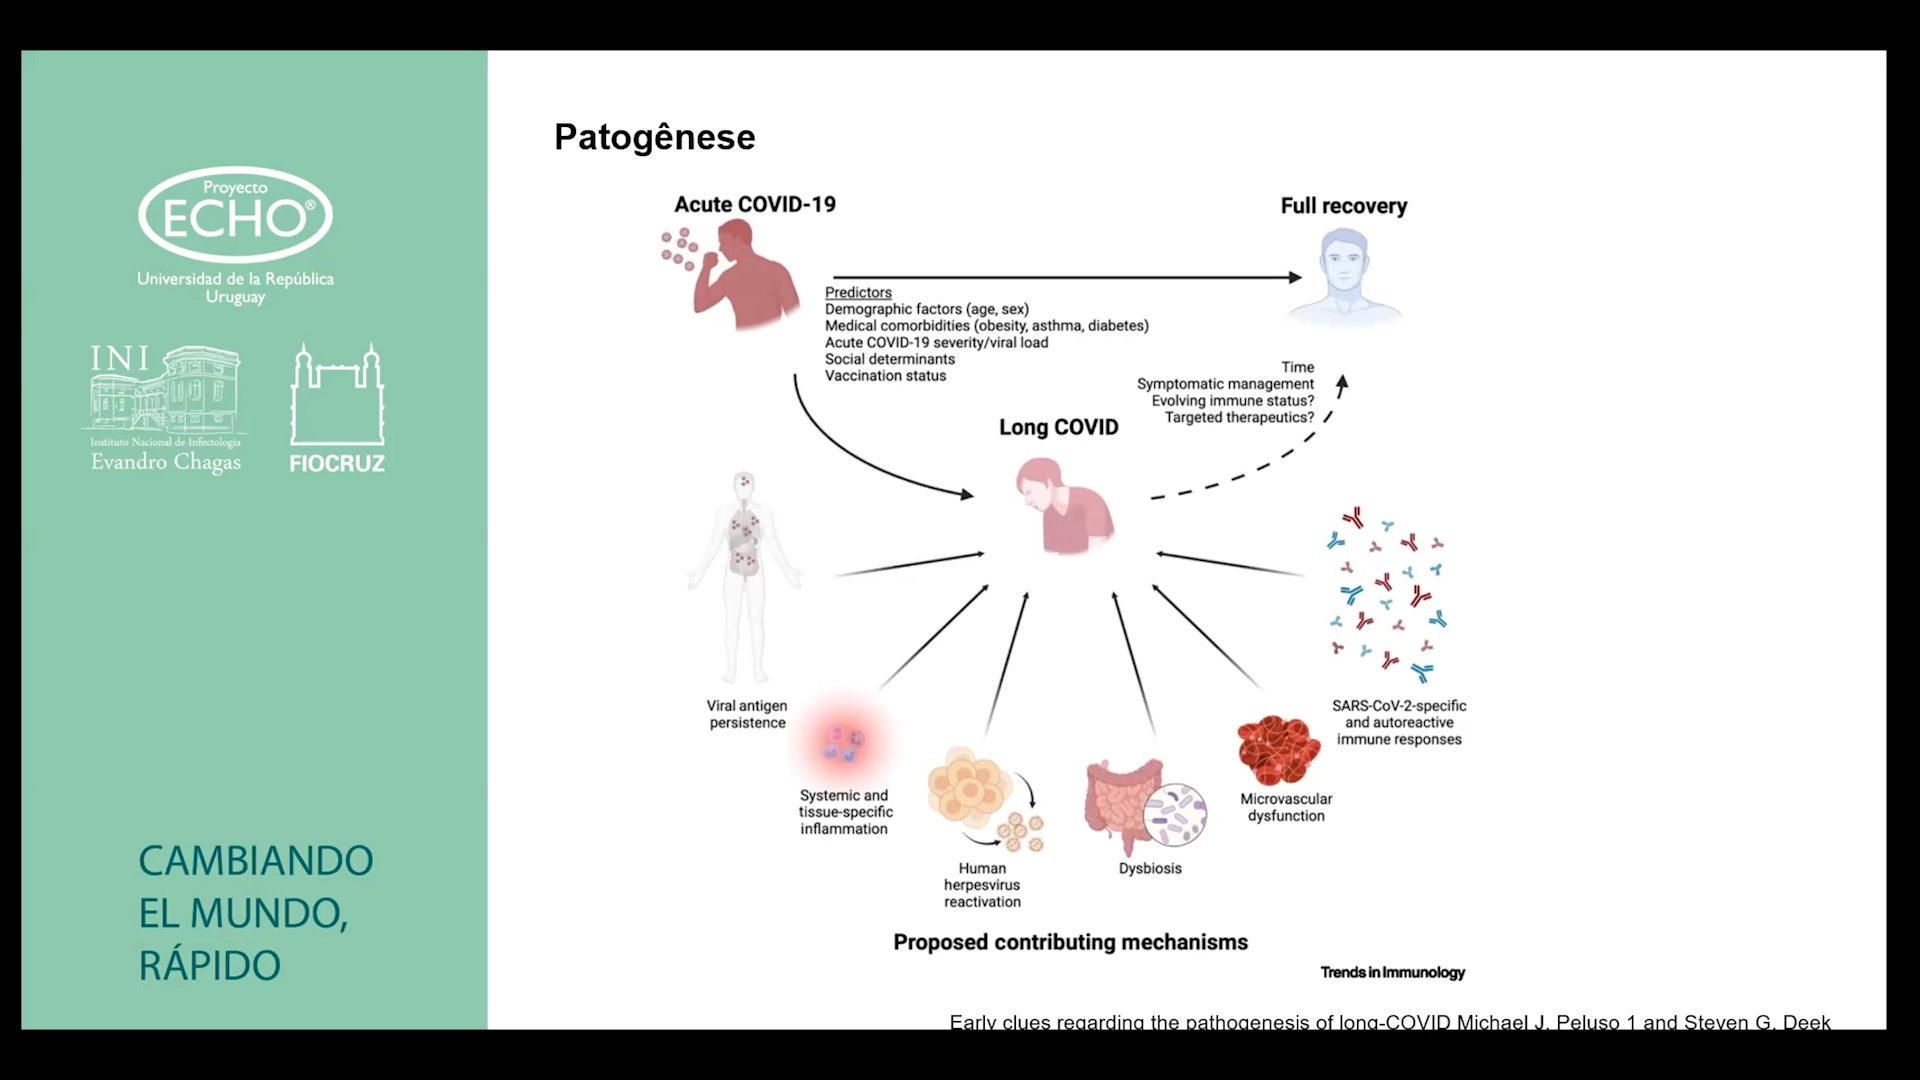 Proyecto
ECHO®
Universidad de la República
Uruguay
INI
Instituto Nacional de Infectología
Evandro Chagas
FIOCRUZ
CAMBIANDO
EL MUNDO,
RÁPIDO
Patogênese
Acute COVID-19
Full recovery
Predictors
Demographic factors (age, sex)
Medical comorbidities (obesity, asthma, diabetes)
Acute COVID-19 severity/viral load
Social determinants
Vaccination status
Time
Symptomatic management
Evolving immune status?
Targeted therapeutics?
Long COVID
Viral antigen
persistence
Systemic and
tissue-specific
inflammation
Human
herpesvirus
reactivation
Dysbiosis
Microvascular
dysfunction
SARS-CoV-2-specific
and autoreactive
immune responses
Proposed contributing mechanisms
Trends in Immunology
Early clues regarding the pathogenesis of long-COVID Michael J. Peluso 1 and Steven G. Deek